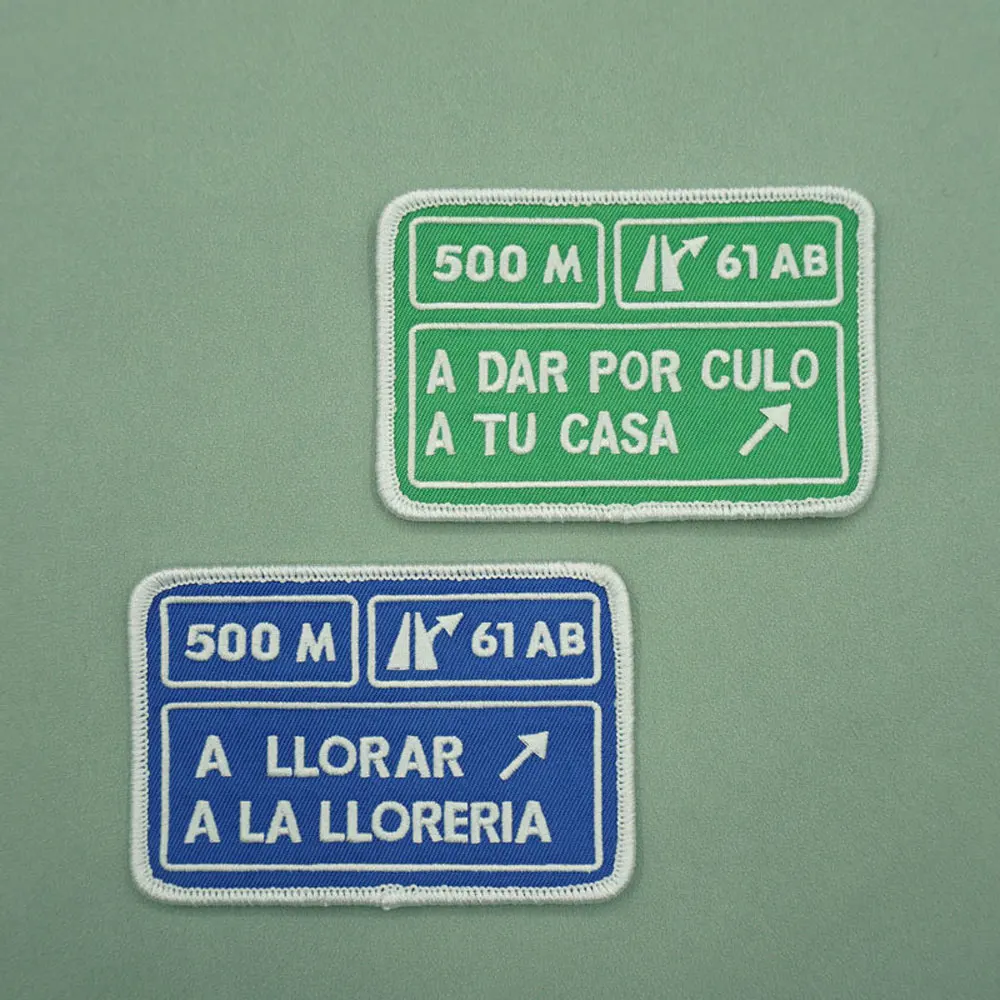 500 M
61 AB
A DAR POR CULO
A TU CASA
500 M
61 AB
A LLORAR
A LA LLORERIA